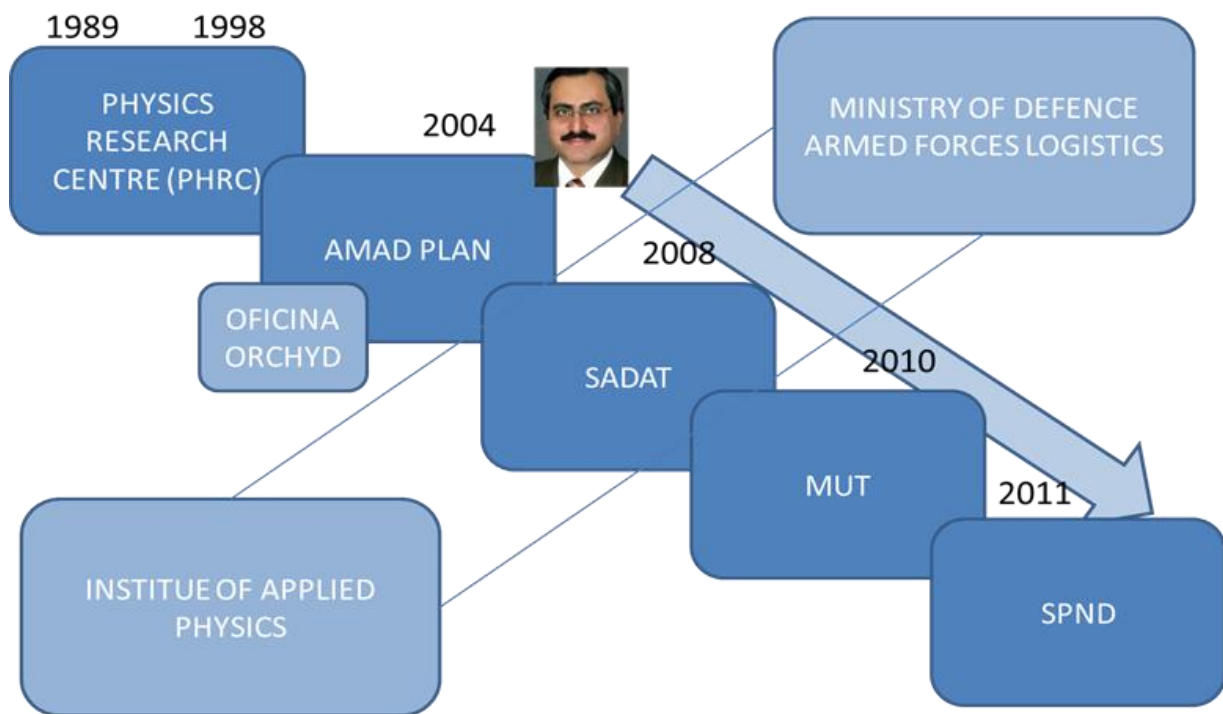 1989
1998
PHYSICS
RESEARCH
CENTRE (PHRC)
2004
MINISTRY OF DEFENCE
ARMED FORCES LOGISTICS
AMAD PLAN
2008
OFICINA
ORCHYD
SADAT
2010
MUT
2011
INSTITUE OF APPLIED
PHYSICS
SPND